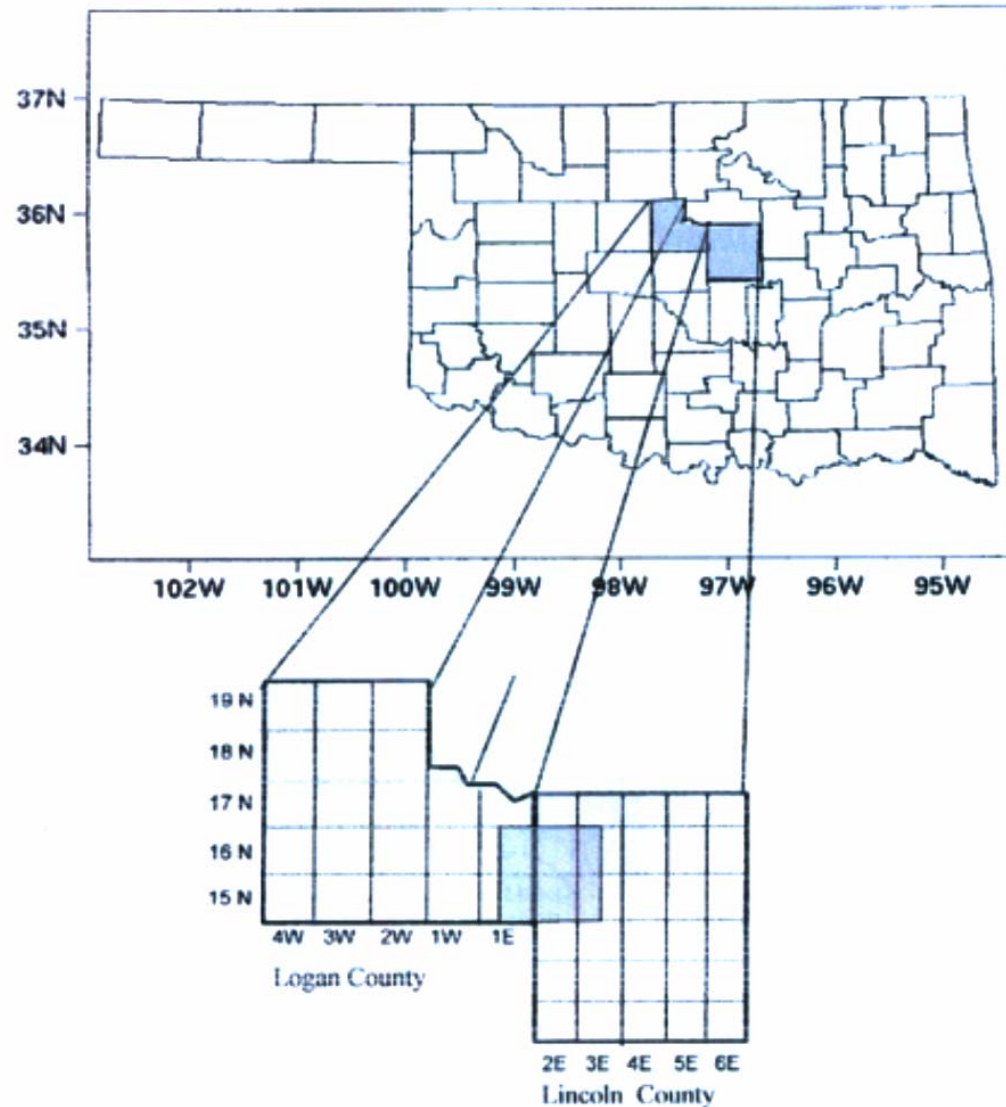 37N
36N
35N
34N
102W 101W 100W 99W 98W 97W 96W 95W
19 N
18 N
17 N
16 N
15 N
4W 3W 2W 1W 1E
Logan County
2E 3E 4E 5E 6E
Lincoln County